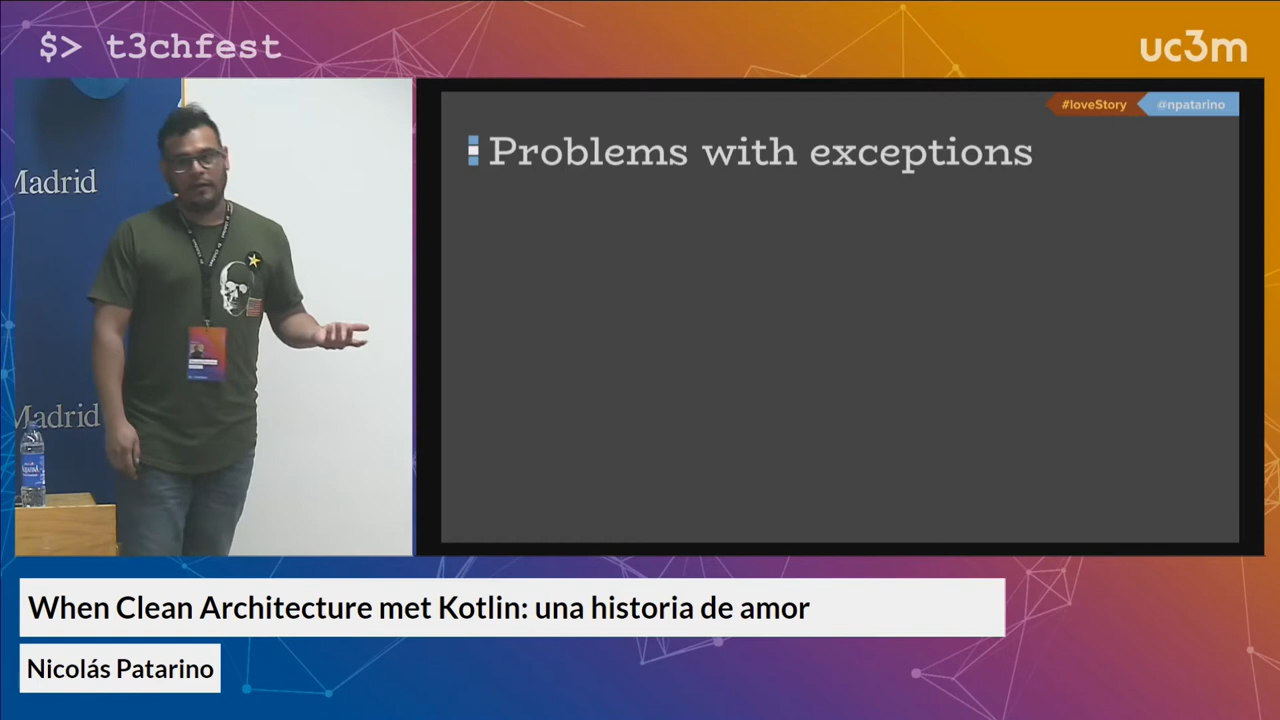 $> t3chfest
uc3m
#loveStory
@npatarino
Problems with exceptions
Madrid
Madrid
When Clean Architecture met Kotlin: una historia de amor
Nicolás Patarino